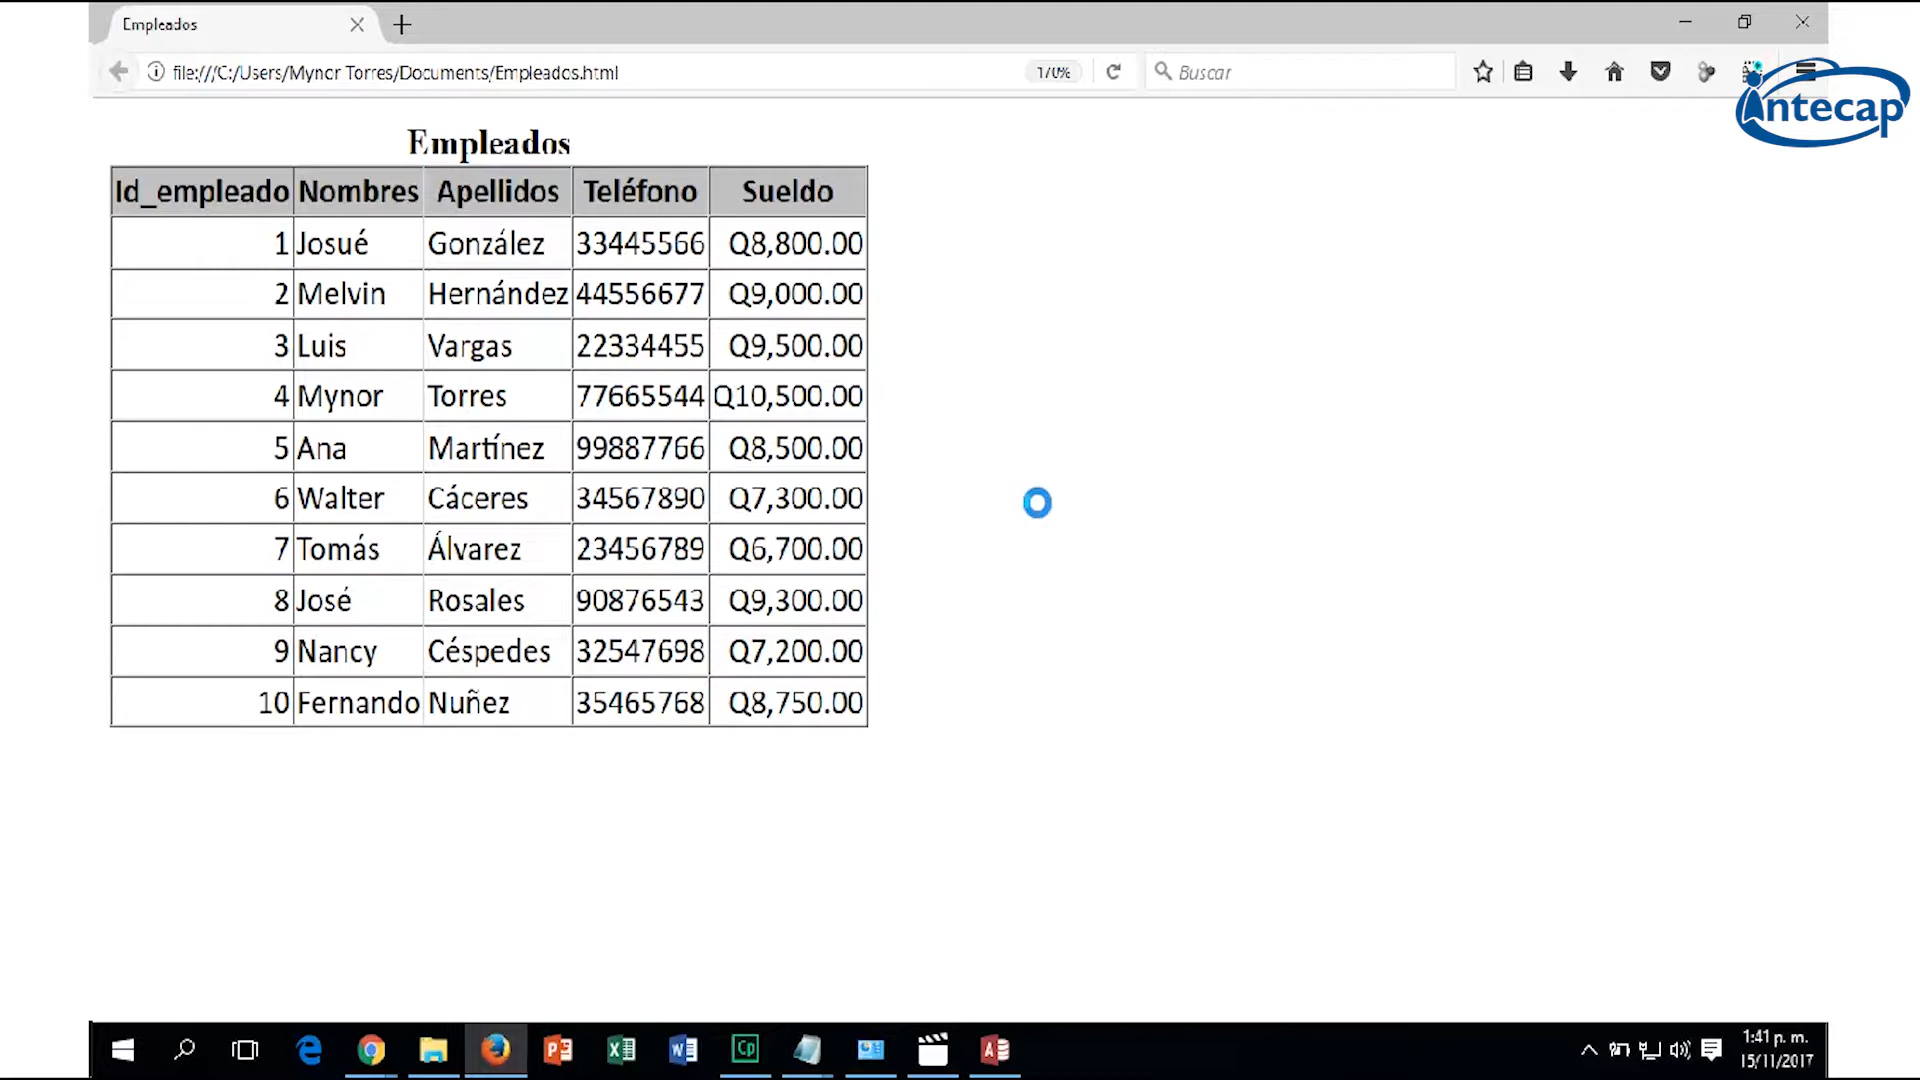 Empleados
file:///C:/Users/Mynor Torres/Documents/Empleados.html 170% Buscar
intecap
Empleados
Id_empleado Nombres Apellidos Teléfono Sueldo
1 Josué González 33445566 Q8,800.00
2 Melvin Hernández 44556677 Q9,000.00
3 Luis Vargas 22334455 Q9,500.00
4 Mynor Torres 77665544 Q10,500.00
5 Ana Martínez 99887766 Q8,500.00
6 Walter Cáceres 34567890 Q7,300.00
7 Tomás Álvarez 23456789 Q6,700.00
8 José Rosales 90876543 Q9,300.00
9 Nancy Céspedes 32547698 Q7,200.00
10 Fernando Nuñez 35465768 Q8,750.00
Cp
1:41 p. m.
15/11/2017